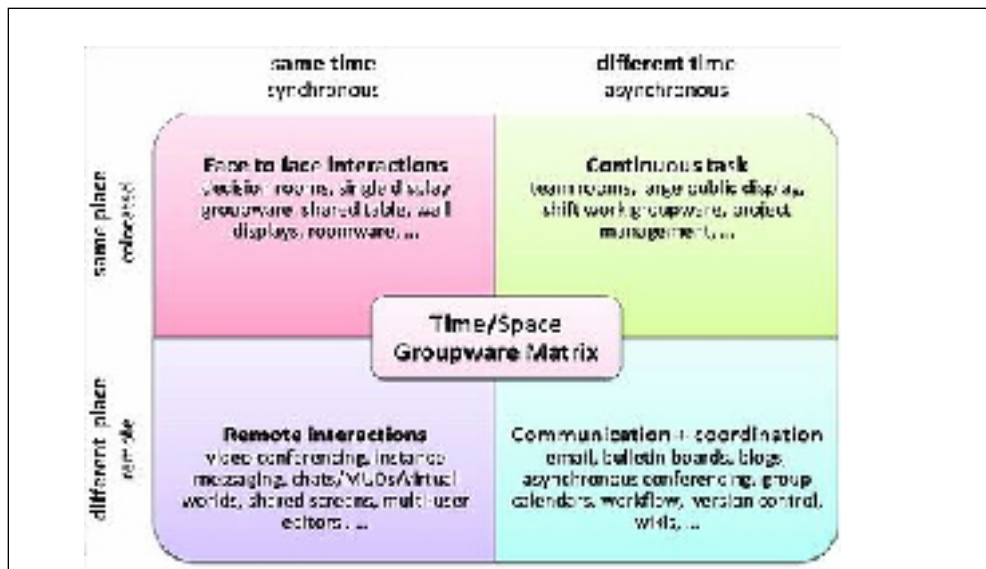 same time
synchronous
different time
asynchronous
same place
colocated
Face to face interactions
decision rooms, single display
groupware, shared table, wall
displays, roomware, ...
Continuous task
team rooms, large public display,
shift work groupware, project
management, ...
Time/Space
Groupware Matrix
different place
remote
Remote interactions
video conferencing, instance
messaging, chats/MUDs/virtual
worlds, shared screens, multi-user
editors, ...
Communication + coordination
email, bulletin boards, blogs,
asynchronous conferencing, group
calendars, workflow, version control,
wikis, ...